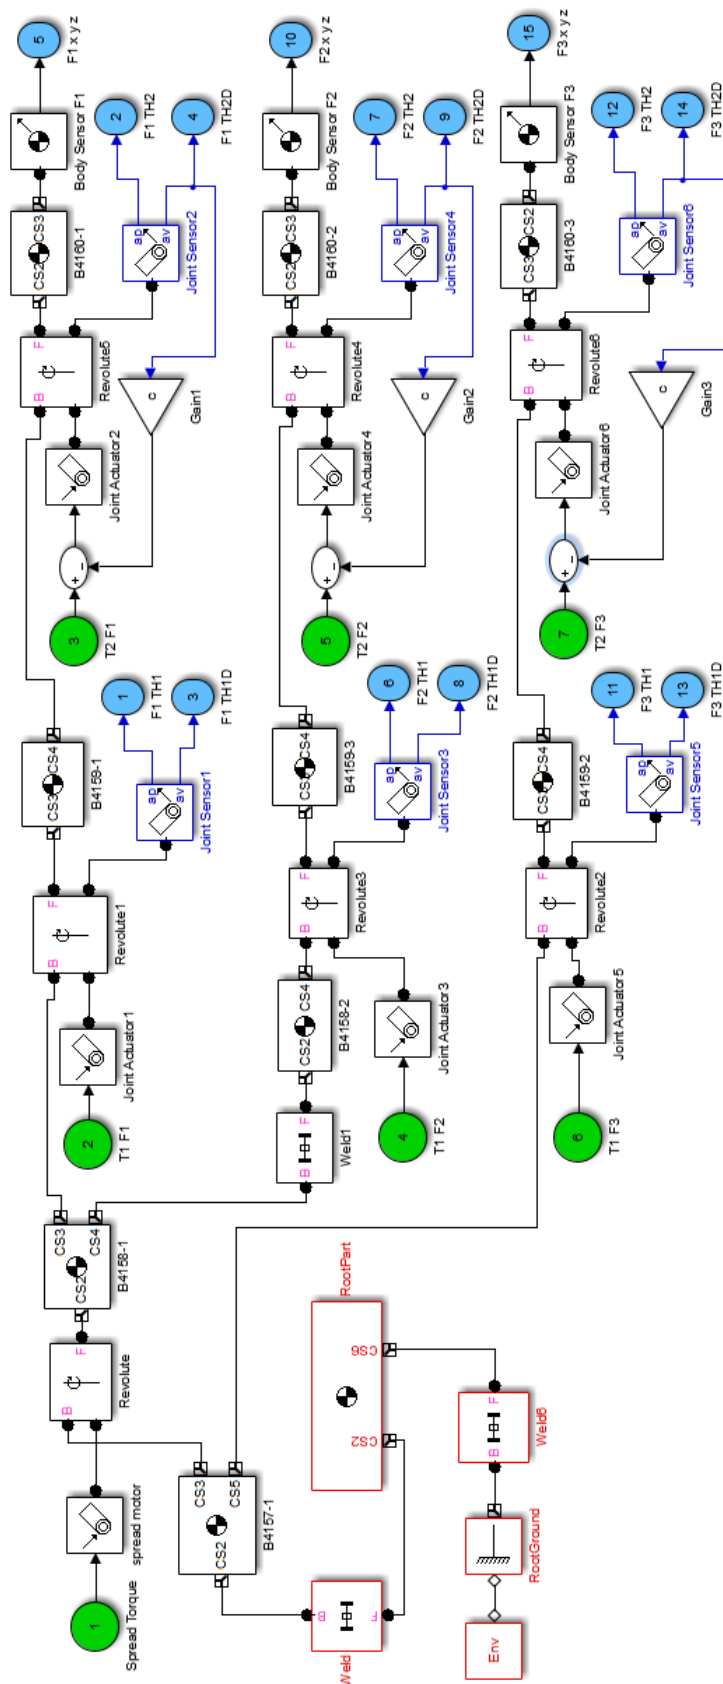 1
Spread Torque
spread motor
B
F
Revolute
CS2
CS3
CS4
B4158-1
2
T1 F1
Joint Actuator1
B
F
Revolute1
CS3
CS4
B4159-1
ap
av
Joint Sensor1
1
F1 TH1
3
F1 TH1D
3
T2 F1
+
-
Joint Actuator2
B
F
Revolute5
c
Gain1
CS2
CS3
B4160-1
ap
av
Joint Sensor2
Body Sensor F1
5
F1 x y z
2
F1 TH2
4
F1 TH2D
CS2
CS3
CS5
B4157-1
B
F
Weld1
CS2
CS4
B4158-2
4
T1 F2
Joint Actuator3
B
F
Revolute3
CS4
B4159-3
ap
av
Joint Sensor3
6
F2 TH1
8
F2 TH1D
5
T2 F2
+
-
Joint Actuator4
B
F
Revolute4
c
Gain2
CS2
CS3
B4160-2
ap
av
Joint Sensor4
Body Sensor F2
10
F2 x y z
7
F2 TH2
9
F2 TH2D
B
F
Weld
CS2
CS6
RootPart
Env
RootGround
B
F
Weld6
6
T1 F3
Joint Actuator5
B
F
Revolute2
CS4
B4159-2
ap
av
Joint Sensor5
11
F3 TH1
13
F3 TH1D
7
T2 F3
+
-
Joint Actuator6
B
F
Revolute6
c
Gain3
CS3
CS2
B4160-3
ap
av
Joint Sensor6
Body Sensor F3
15
F3 x y z
12
F3 TH2
14
F3 TH2D